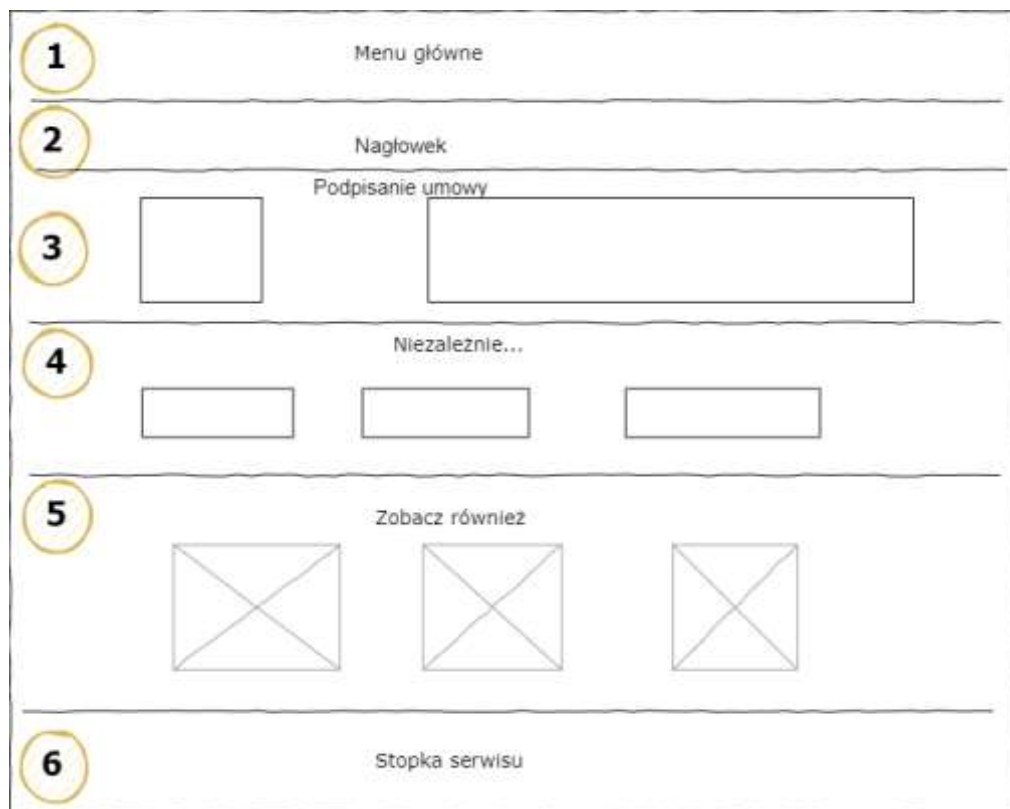 1
Menu główne
2
Nagłowek
Podpisanie umowy
3
4
Niezależnie...
5
Zobacz również
6
Stopka serwisu